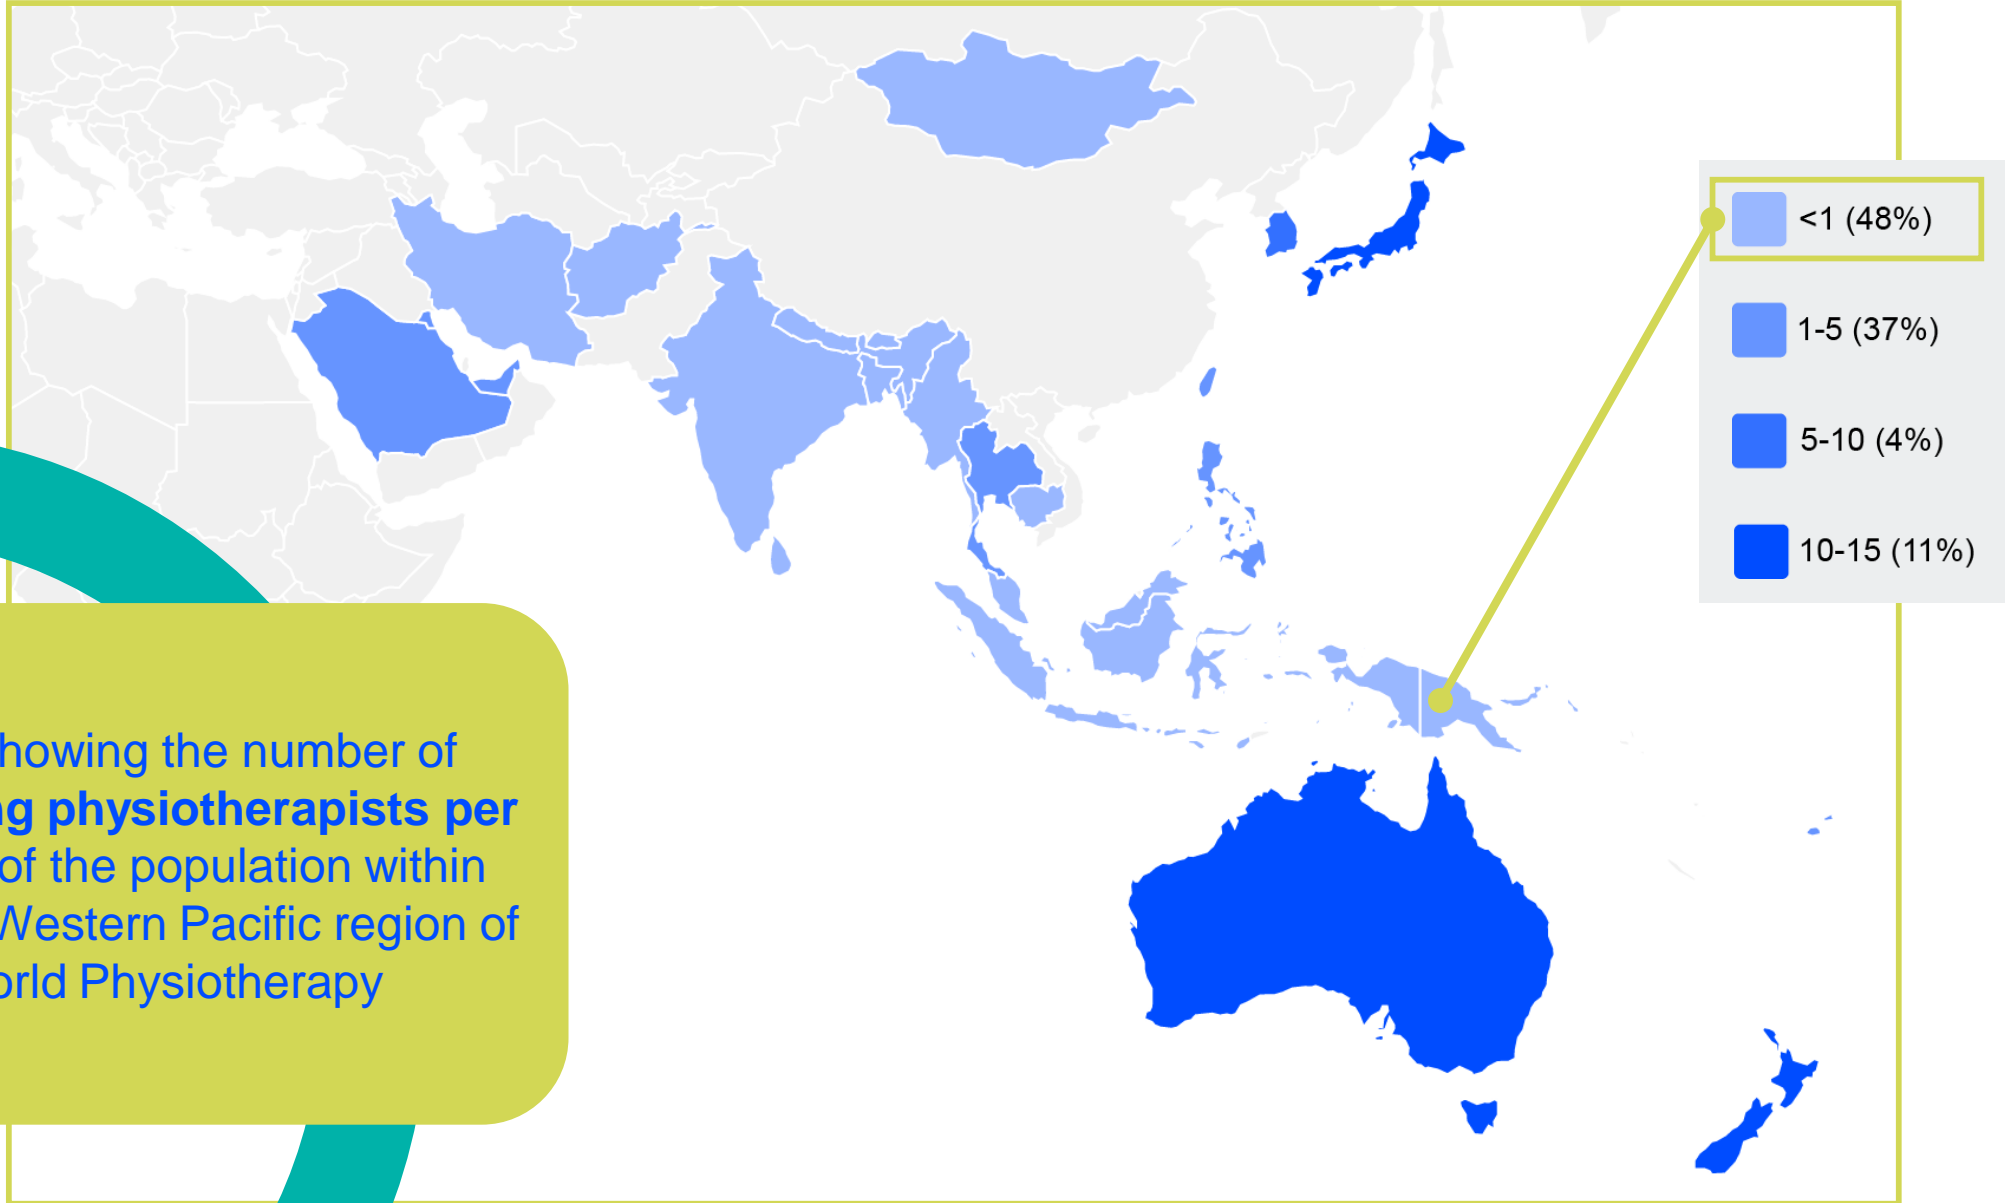 <1 (48%)
1-5 (37%)
5-10 (4%)
10-15 (11%)
howing the number of
ng physiotherapists per
of the population within
Western Pacific region of
orld Physiotherapy